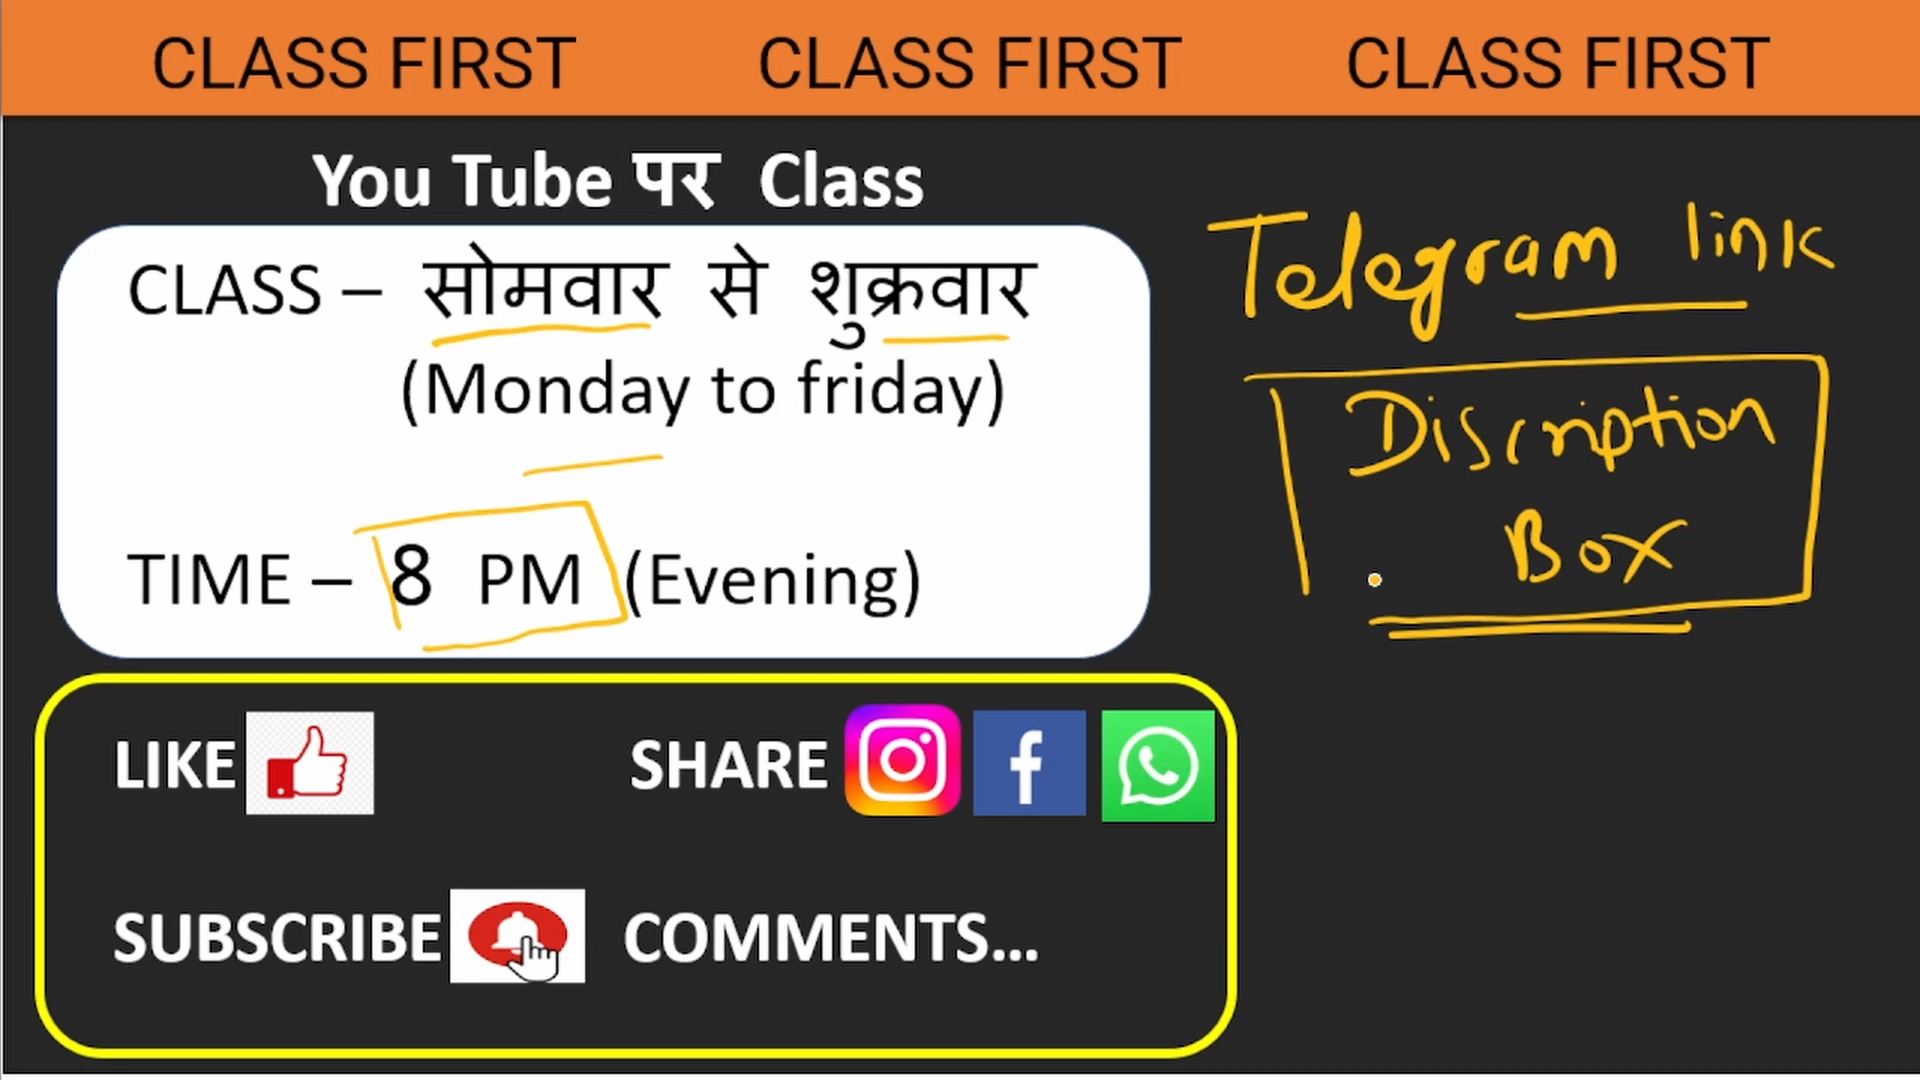 CLASS FIRST CLASS FIRST CLASS FIRST
You Tube पर Class
CLASS – सोमवार से शुक्रवार
(Monday to friday)
TIME – 8 PM (Evening)
Telegram link
Discription
Box
LIKE SHARE
SUBSCRIBE COMMENTS...